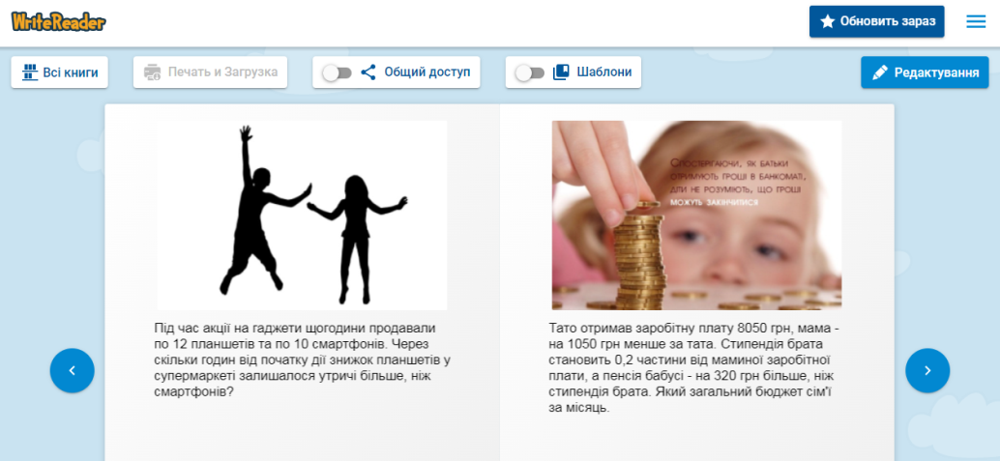 WriteReader
Обновить зараз
Всі книги
Печать и Загрузка
Общий доступ
Шаблони
Редактування
Під час акції на гаджети щогодини продавали
по 12 планшетів та по 10 смартфонів. Через
скільки годин від початку дії знижок планшетів у
супермаркеті залишалося утричі більше, ніж
смартфонів?
Спостерігаючи, як батьки
отримують гроші в банкоматі,
діти не розуміють, що гроші
можуть закінчитися
Тато отримав заробітну плату 8050 грн, мама -
на 1050 грн менше за тата. Стипендія брата
становить 0,2 частини від маминої заробітної
плати, а пенсія бабусі - на 320 грн більше, ніж
стипендія брата. Який загальний бюджет сім'ї
за місяць.